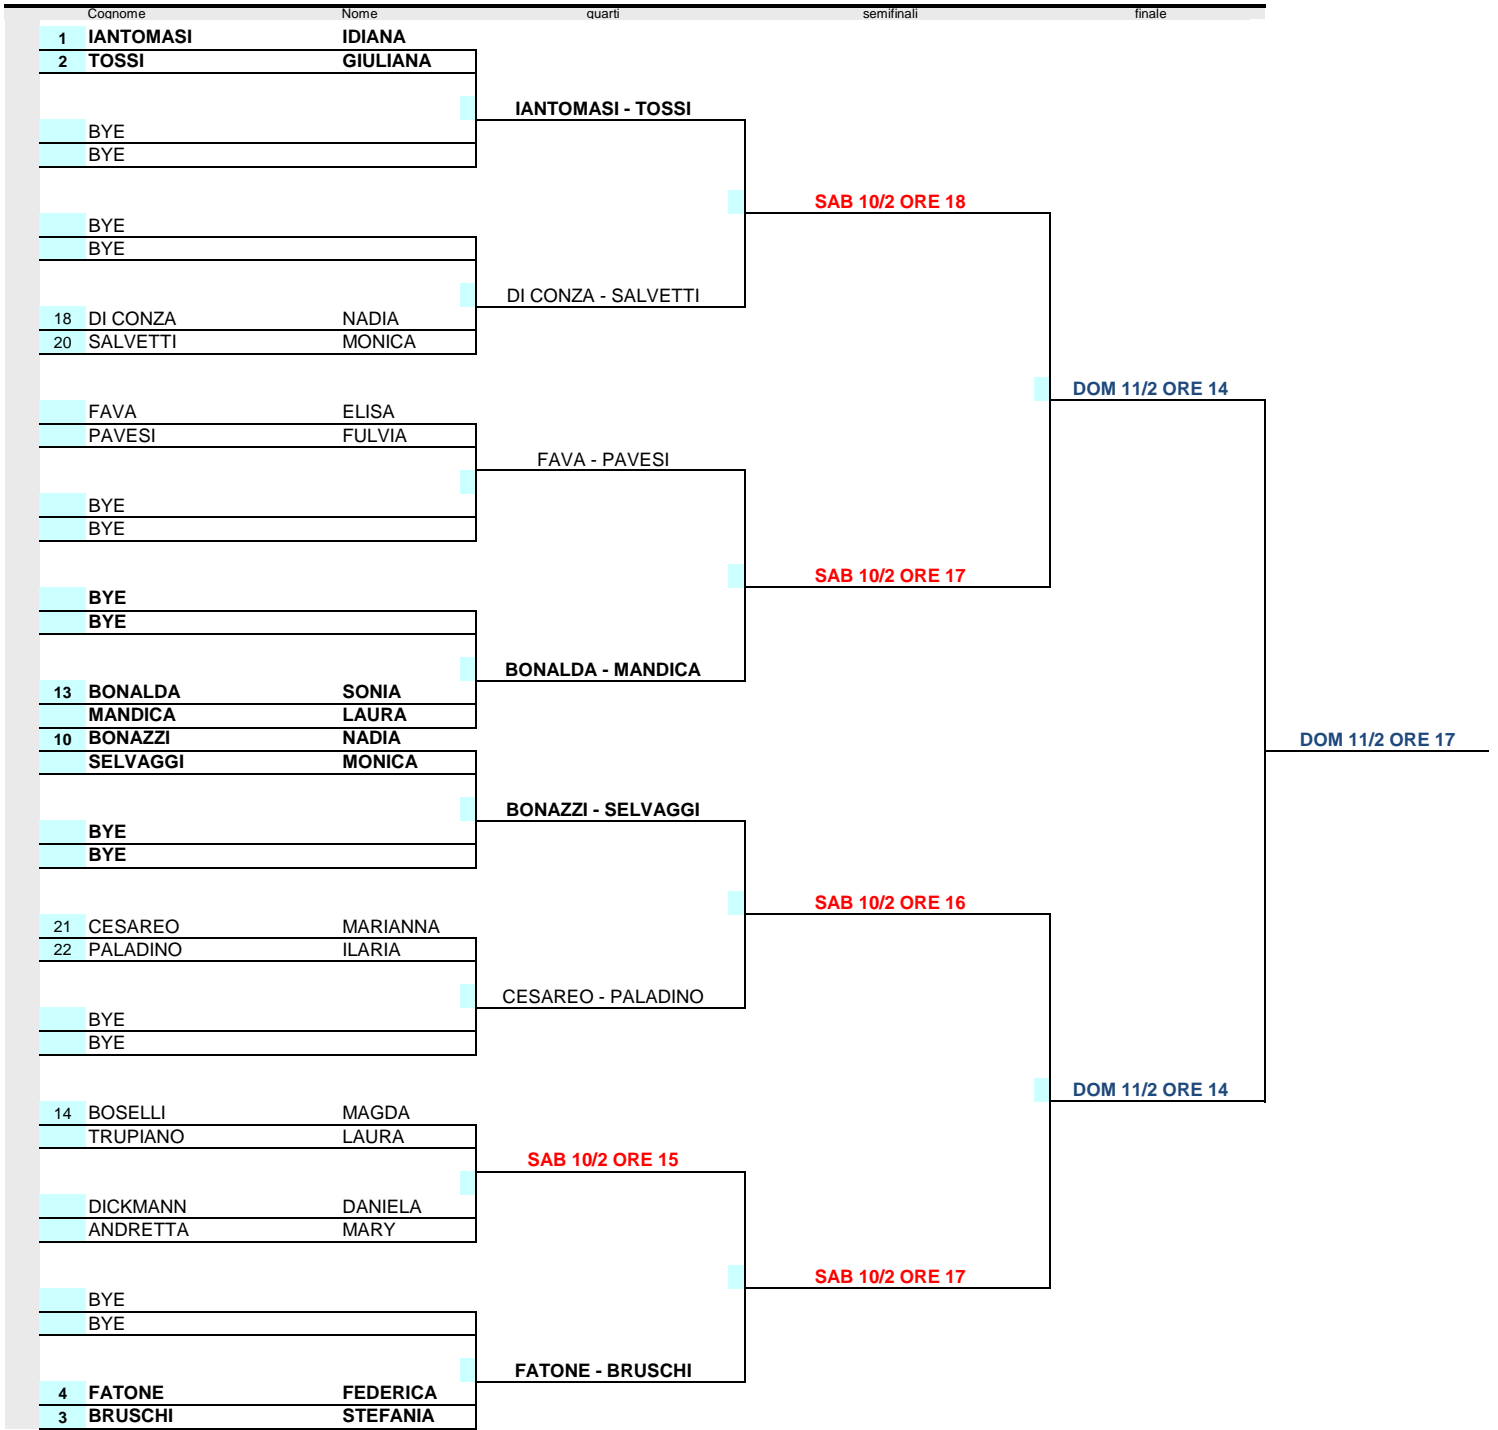 Cognome Nome quarti semifinali finale
1 IANTOMASI IDIANA
2 TOSSI GIULIANA
IANTOMASI - TOSSI
BYE
BYE
SAB 10/2 ORE 18
BYE
BYE
DI CONZA - SALVETTI
18 DI CONZA NADIA
20 SALVETTI MONICA
DOM 11/2 ORE 14
FAVA ELISA
PAVESI FULVIA
FAVA - PAVESI
BYE
BYE
SAB 10/2 ORE 17
BYE
BYE
BONALDA - MANDICA
13 BONALDA SONIA
MANDICA LAURA
10 BONAZZI NADIA
DOM 11/2 ORE 17
SELVAGGI MONICA
BONAZZI - SELVAGGI
BYE
BYE
SAB 10/2 ORE 16
21 CESAREO MARIANNA
22 PALADINO ILARIA
CESAREO - PALADINO
BYE
BYE
DOM 11/2 ORE 14
14 BOSELLI MAGDA
TRUPIANO LAURA
SAB 10/2 ORE 15
DICKMANN DANIELA
ANDRETTA MARY
SAB 10/2 ORE 17
BYE
BYE
FATONE - BRUSCHI
4 FATONE FEDERICA
3 BRUSCHI STEFANIA